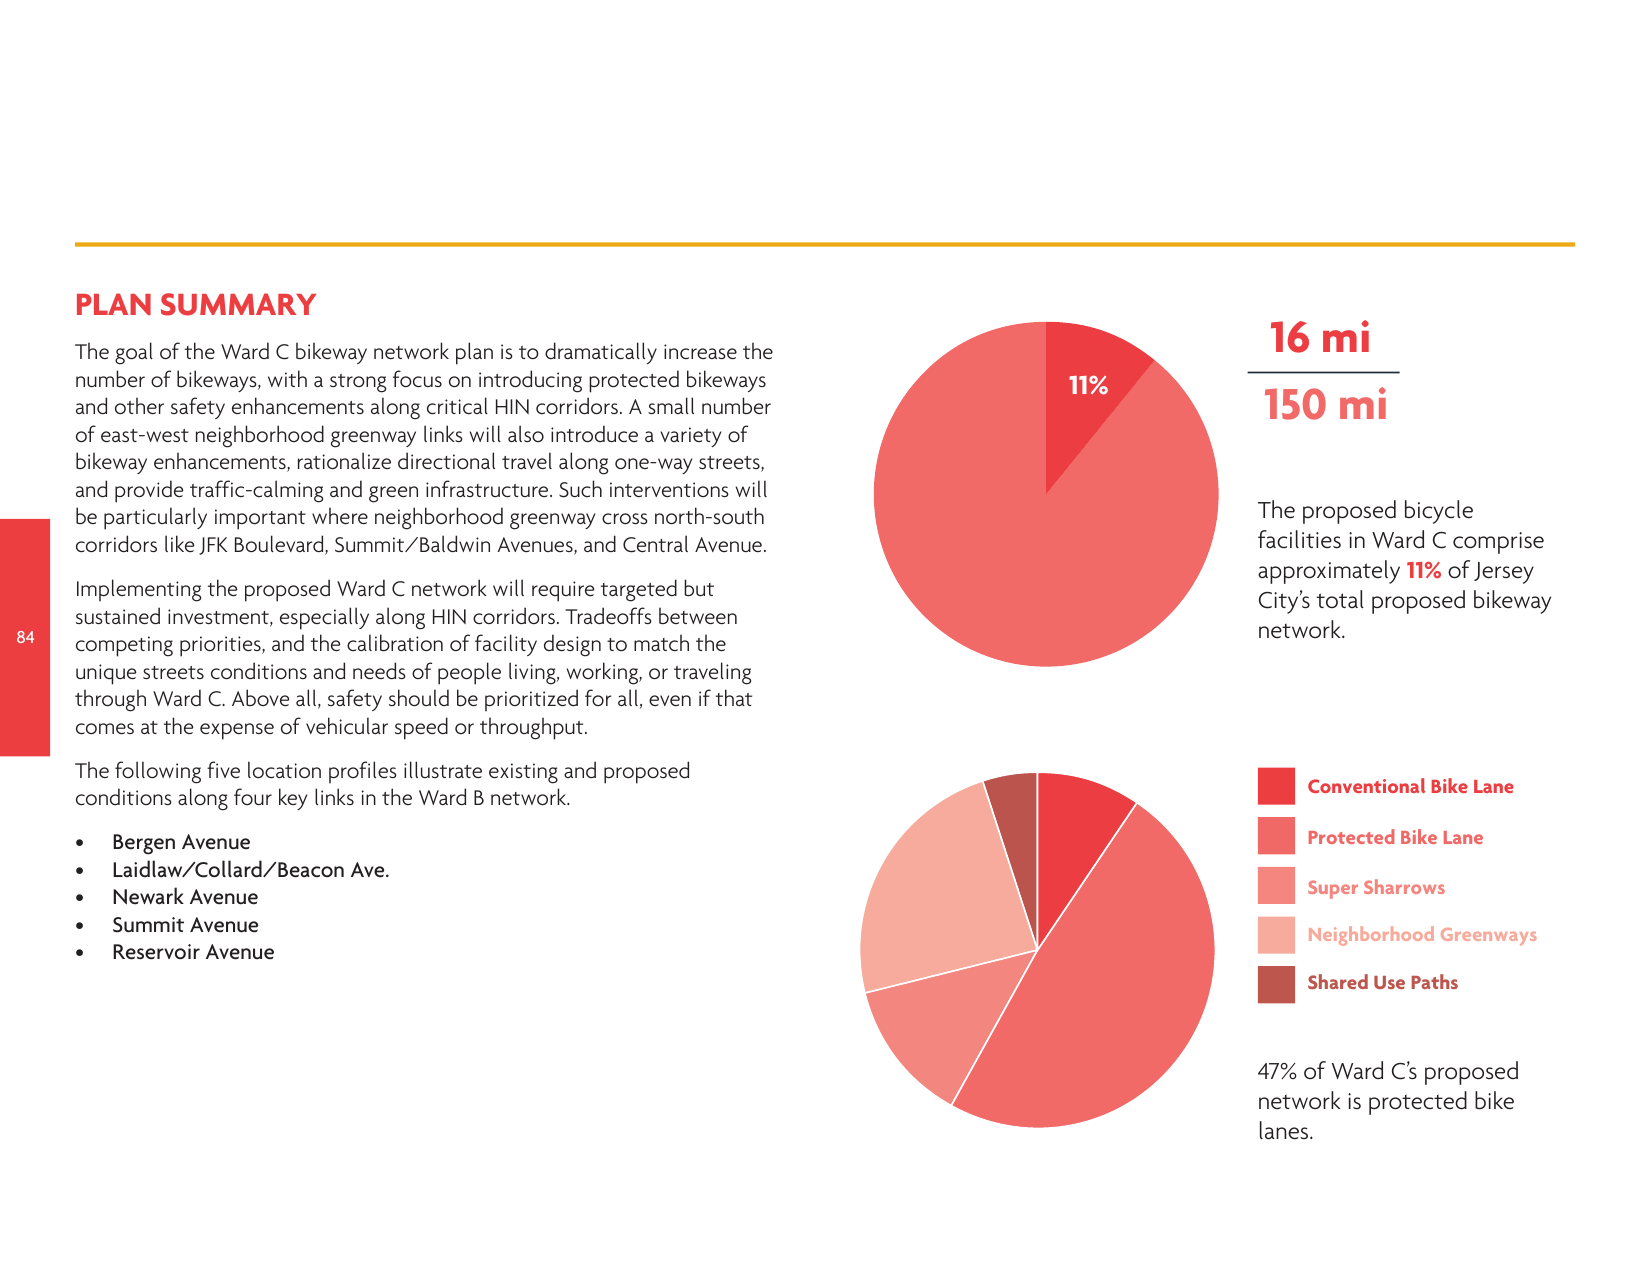 PLAN SUMMARY
The goal of the Ward C bikeway network plan is to dramatically increase the
number of bikeways, with a strong focus on introducing protected bikeways
and other safety enhancements along critical HIN corridors. A small number
of east-west neighborhood greenway links will also introduce a variety of
bikeway enhancements, rationalize directional travel along one-way streets,
and provide traffic-calming and green infrastructure. Such interventions will
be particularly important where neighborhood greenway cross north-south
corridors like JFK Boulevard, Summit/Baldwin Avenues, and Central Avenue.
Implementing the proposed Ward C network will require targeted but
sustained investment, especially along HIN corridors. Tradeoffs between
competing priorities, and the calibration of facility design to match the
unique streets conditions and needs of people living, working, or traveling
through Ward C. Above all, safety should be prioritized for all, even if that
comes at the expense of vehicular speed or throughput.
The following five location profiles illustrate existing and proposed
conditions along four key links in the Ward B network.
• Bergen Avenue
• Laidlaw/Collard/Beacon Ave.
• Newark Avenue
• Summit Avenue
• Reservoir Avenue
84
11%
16 mi
150 mi
The proposed bicycle
facilities in Ward C comprise
approximately 11% of Jersey
City's total proposed bikeway
network.
Conventional Bike Lane
Protected Bike Lane
Super Sharrows
Neighborhood Greenways
Shared Use Paths
47% of Ward C's proposed
network is protected bike
lanes.